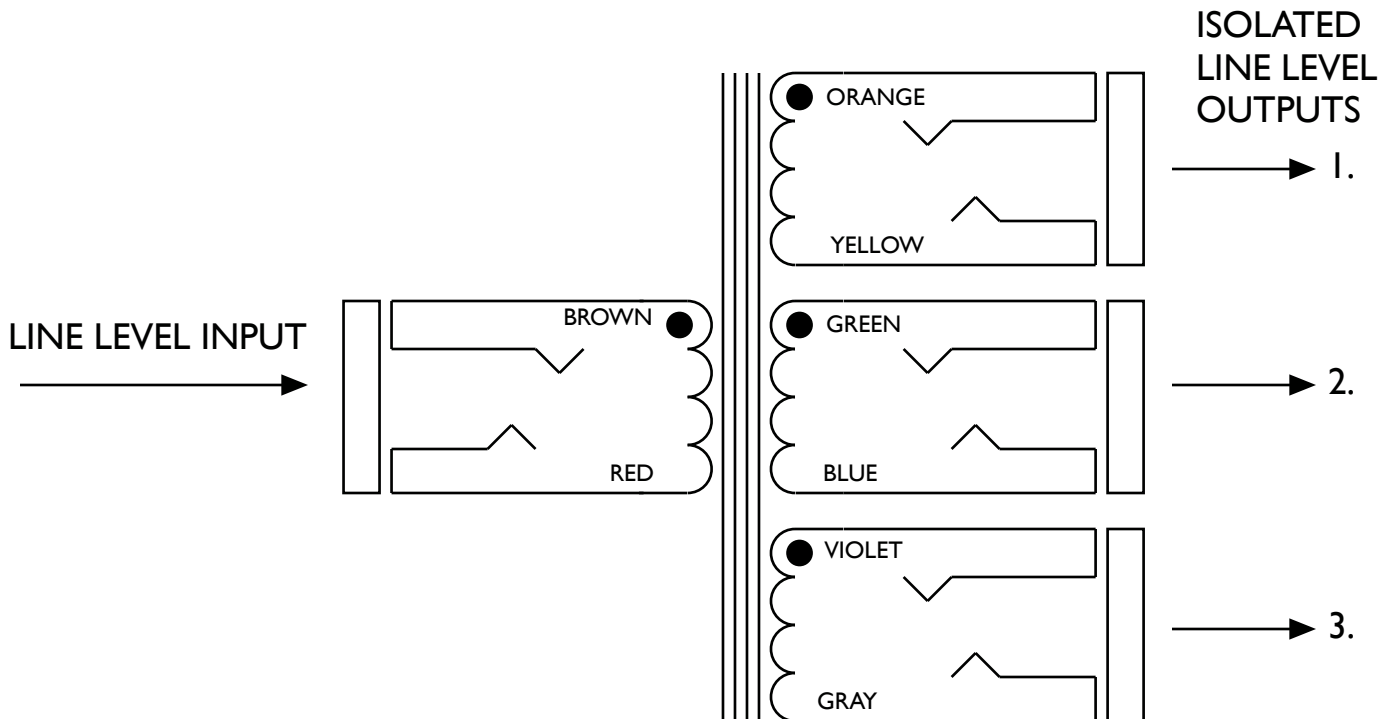 ISOLATED
LINE LEVEL
OUTPUTS
ORANGE
1.
YELLOW
LINE LEVEL INPUT
BROWN
GREEN
2.
RED
BLUE
VIOLET
3.
GRAY